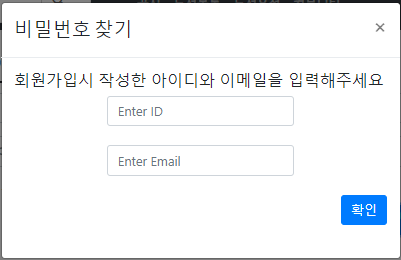 비밀번호 찾기
×
회원가입시 작성한 아이디와 이메일을 입력해주세요
Enter ID
Enter Email
확인